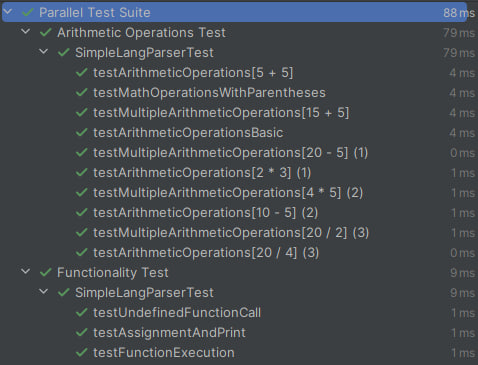 Parallel Test Suite 88 ms
Arithmetic Operations Test 79 ms
SimpleLangParserTest 79 ms
testArithmeticOperations[5 + 5] 4 ms
testMathOperationsWithParentheses 4 ms
testMultipleArithmeticOperations[15 + 5] 4 ms
testArithmeticOperationsBasic 4 ms
testMultipleArithmeticOperations[20 - 5] (1) 0 ms
testArithmeticOperations[2 * 3] (1) 1 ms
testMultipleArithmeticOperations[4 * 5] (2) 1 ms
testArithmeticOperations[10 - 5] (2) 1 ms
testMultipleArithmeticOperations[20 / 2] (3) 1 ms
testArithmeticOperations[20 / 4] (3) 0 ms
Functionality Test 9 ms
SimpleLangParserTest 9 ms
testUndefinedFunctionCall 1 ms
testAssignmentAndPrint 1 ms
testFunctionExecution 1 ms